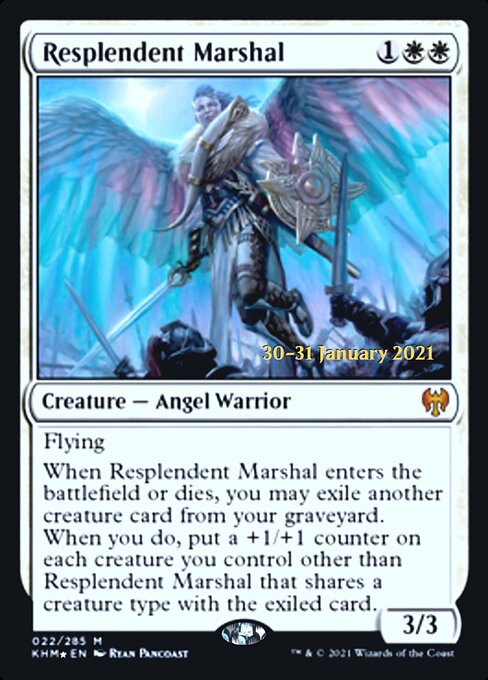 Resplendent Marshal 1
30-31 January 2021
Creature — Angel Warrior
Flying
When Resplendent Marshal enters the
battlefield or dies, you may exile another
creature card from your graveyard.
When you do, put a +1/+1 counter on
each creature you control other than
Resplendent Marshal that shares a
creature type with the exiled card.
3/3
022/285 M
KHM★EN Ryan Pancoast
™ & © 2021 Wizards of the Coast